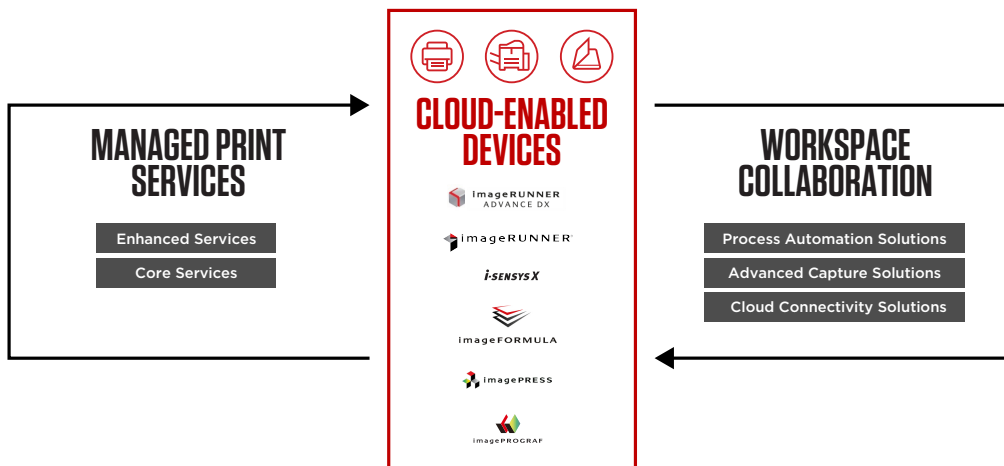 MANAGED PRINT
SERVICES
Enhanced Services
Core Services
CLOUD-ENABLED
DEVICES
imageRUNNER
ADVANCE DX
imageRUNNER®
i-SENSYS X
imageFORMULA
imagePRESS
imagePROGRAF
WORKSPACE
COLLABORATION
Process Automation Solutions
Advanced Capture Solutions
Cloud Connectivity Solutions